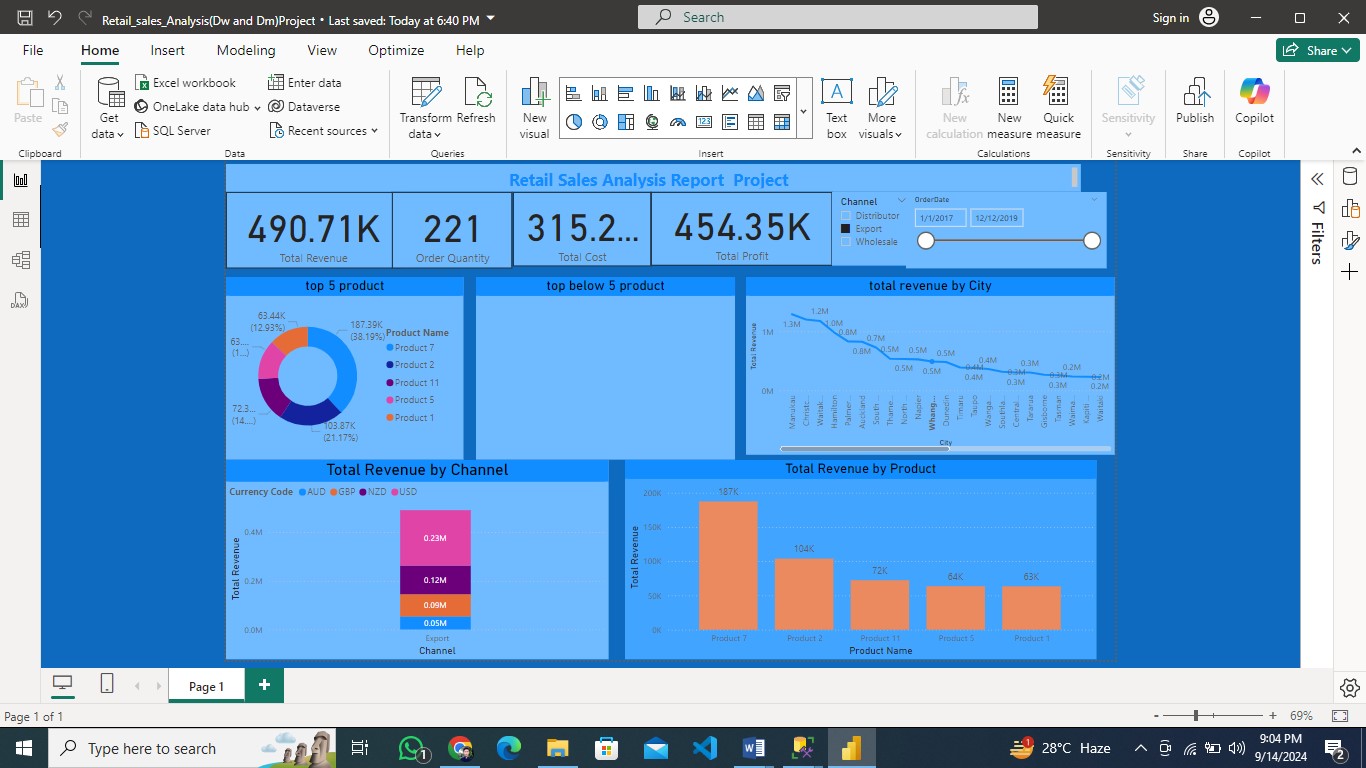 Retail_sales_Analysis(Dw and Dm)Project • Last saved: Today at 6:40 PM
Search
Sign in
File Home Insert Modeling View Optimize Help
Share
Paste
Clipboard
Get data
Excel workbook
OneLake data hub
SQL Server
Enter data
Dataverse
Recent sources
Data
Transform data
Refresh
Queries
New visual
Text box
More visuals
Insert
New calculation
New measure
Quick measure
Calculations
Sensitivity
Sensitivity
Publish
Share
Copilot
Copilot
Retail Sales Analysis Report Project
490.71K
Total Revenue
221
Order Quantity
315.2...
Total Cost
454.35K
Total Profit
Channel
Distributor
Export
Wholesale
OrderDate
1/1/2017
12/12/2019
Filters
top 5 product
63.44K
(12.93%)
187.39K
(38.19%)
63....
(1...)
72.3...
(14....)
103.87K
(21.17%)
Product Name
Product 7
Product 2
Product 11
Product 5
Product 1
top below 5 product
total revenue by City
Total Revenue
1M
0M
1.3M
1.2M
1.0M
0.8M
0.8M
0.7M
0.5M
0.5M
0.5M
0.5M
0.5M
0.4M
0.4M
0.3M
0.3M
0.3M
0.3M
0.3M
0.2M
0.2M
0.2M
Manukau
Christc...
Waitak...
Hamilton
Palmer...
Auckland
South ...
Thame...
North ...
Napier
Whang...
Dunedin
Timaru
Taupo
Wanga...
Southla...
Central...
Tararua
Gisborne
Tasman
Waima...
Kapiti ...
Waitaki
City
Total Revenue by Channel
Currency Code AUD GBP NZD USD
Total Revenue
0.4M
0.2M
0.0M
0.23M
0.12M
0.09M
0.05M
Export
Channel
Total Revenue by Product
Total Revenue
200K
150K
100K
50K
0K
187K
104K
72K
64K
63K
Product 7
Product 2
Product 11
Product 5
Product 1
Product Name
Page 1
Page 1 of 1
69%
Type here to search
1
28°C Haze
9:04 PM
9/14/2024
2